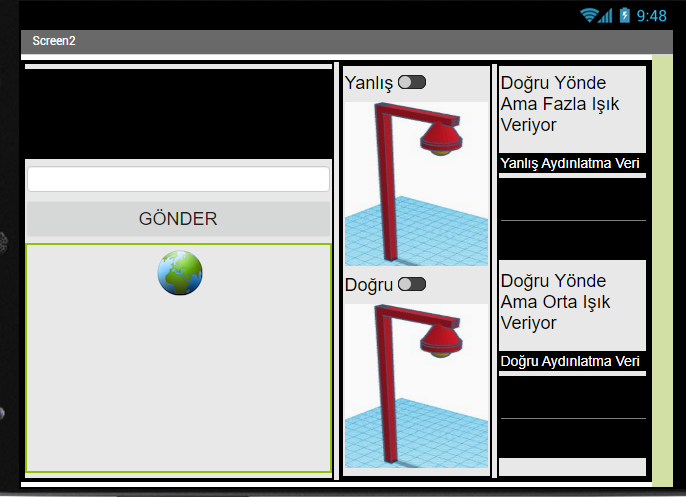 9:48
Screen2
GÖNDER
Yanlış
Doğru
Doğru Yönde
Ama Fazla Işık
Veriyor
Yanlış Aydınlatma Veri
Doğru Yönde
Ama Orta Işık
Veriyor
Doğru Aydınlatma Veri